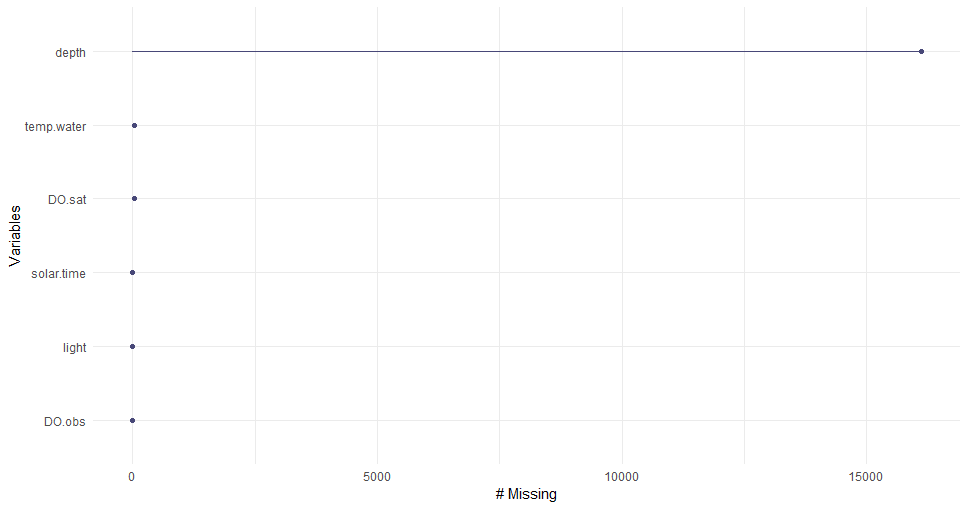 depth
temp.water
DO.sat
solar.time
light
DO.obs
Variables
0 5000 10000 15000
# Missing